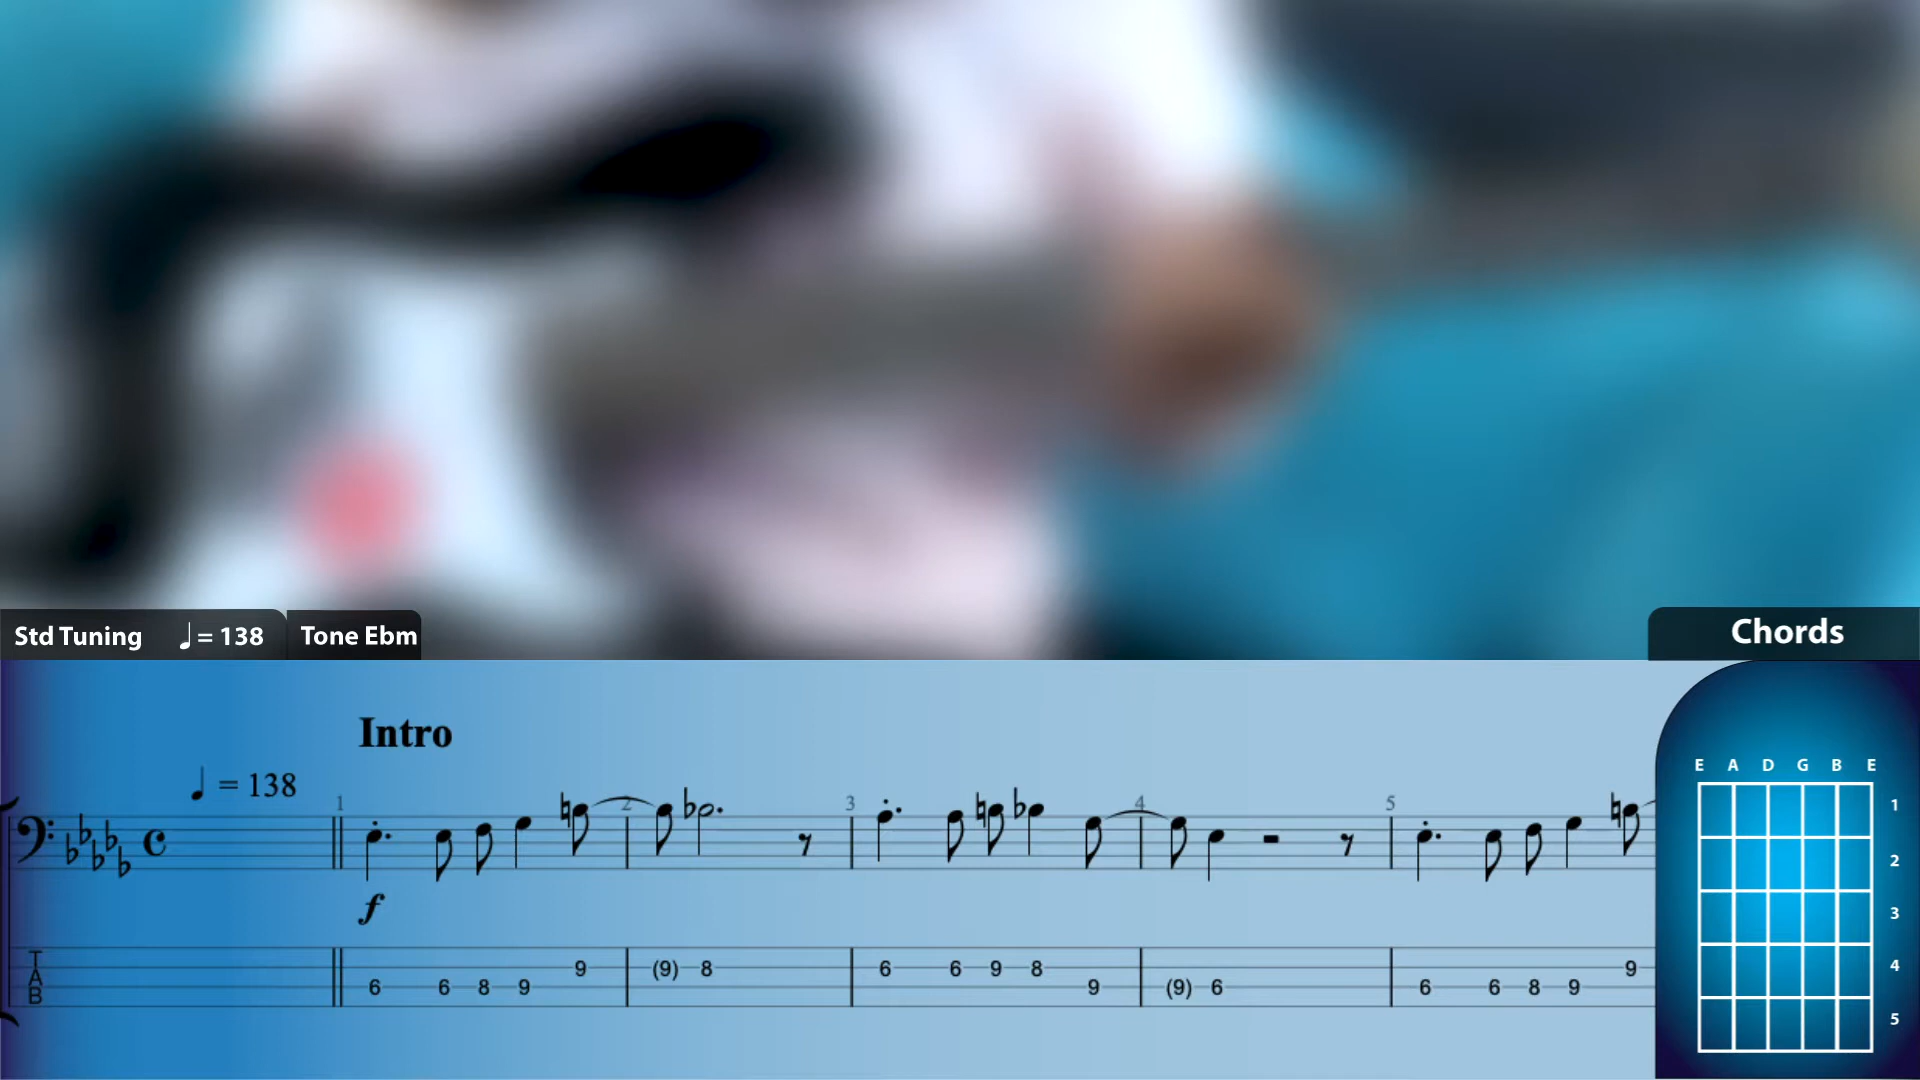 Std Tuning ♩ = 138 Tone Ebm
Chords
Intro
♩ = 138
1 2 3 4 5
f
E A D G B E
1
2
3
4
5
T
A
B
9 (9) 8 6 6 9 8 9
6 6 8 9 9 (9) 6 6 6 8 9